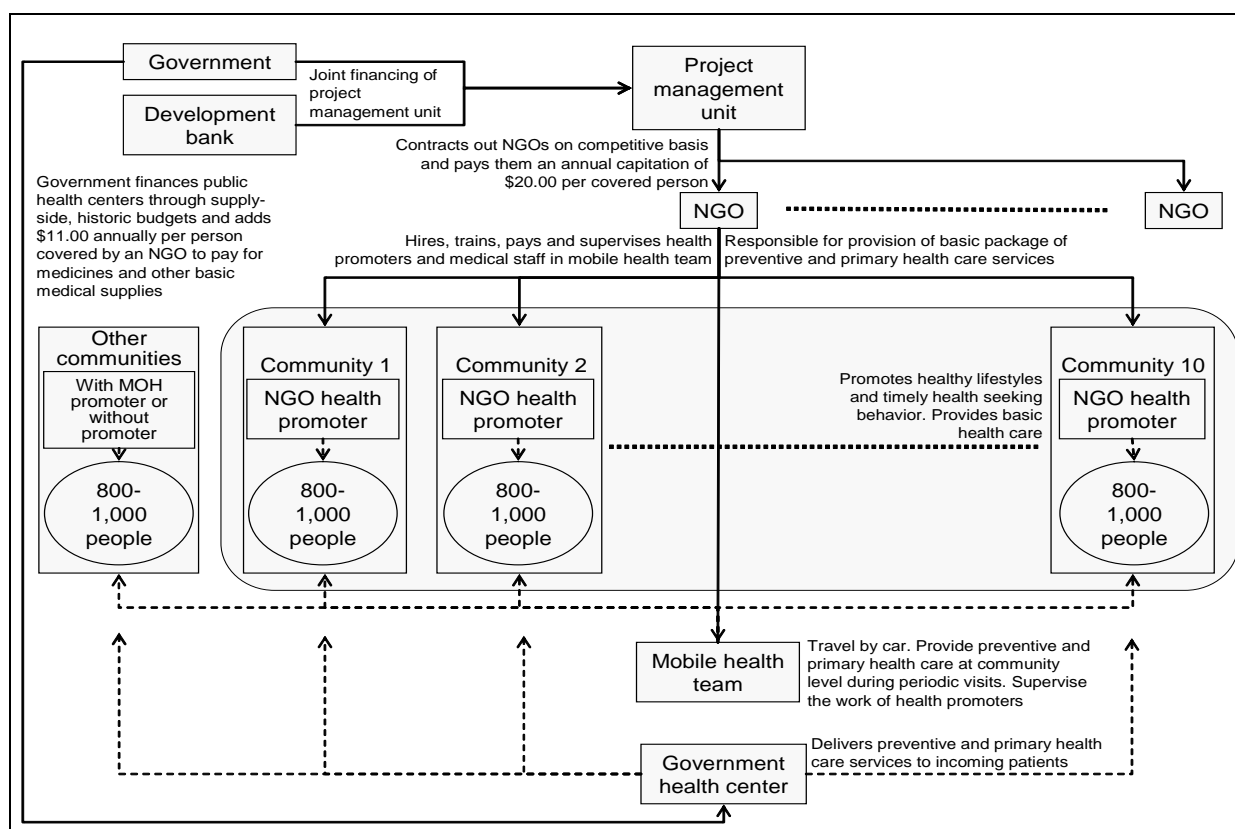 Government
Joint financing of
project
management unit
Development
bank
Project
management
unit
Contracts out NGOs on competitive basis
and pays them an annual capitation of
$20.00 per covered person
Government finances public
health centers through supply-
side, historic budgets and adds
$11.00 annually per person
covered by an NGO to pay for
medicines and other basic
medical supplies
NGO
NGO
Hires, trains, pays and supervises health
promoters and medical staff in mobile health team
Responsible for provision of basic package of
preventive and primary health care services
Other
communities
With MOH
promoter or
without
promoter
800-
1,000
people
Community 1
NGO health
promoter
800-
1,000
people
Community 2
NGO health
promoter
800-
1,000
people
Promotes healthy lifestyles
and timely health seeking
behavior. Provides basic
health care
Community 10
NGO health
promoter
800-
1,000
people
Mobile health
team
Travel by car. Provide preventive and
primary health care at community
level during periodic visits. Supervise
the work of health promoters
Government
health center
Delivers preventive and primary health
care services to incoming patients